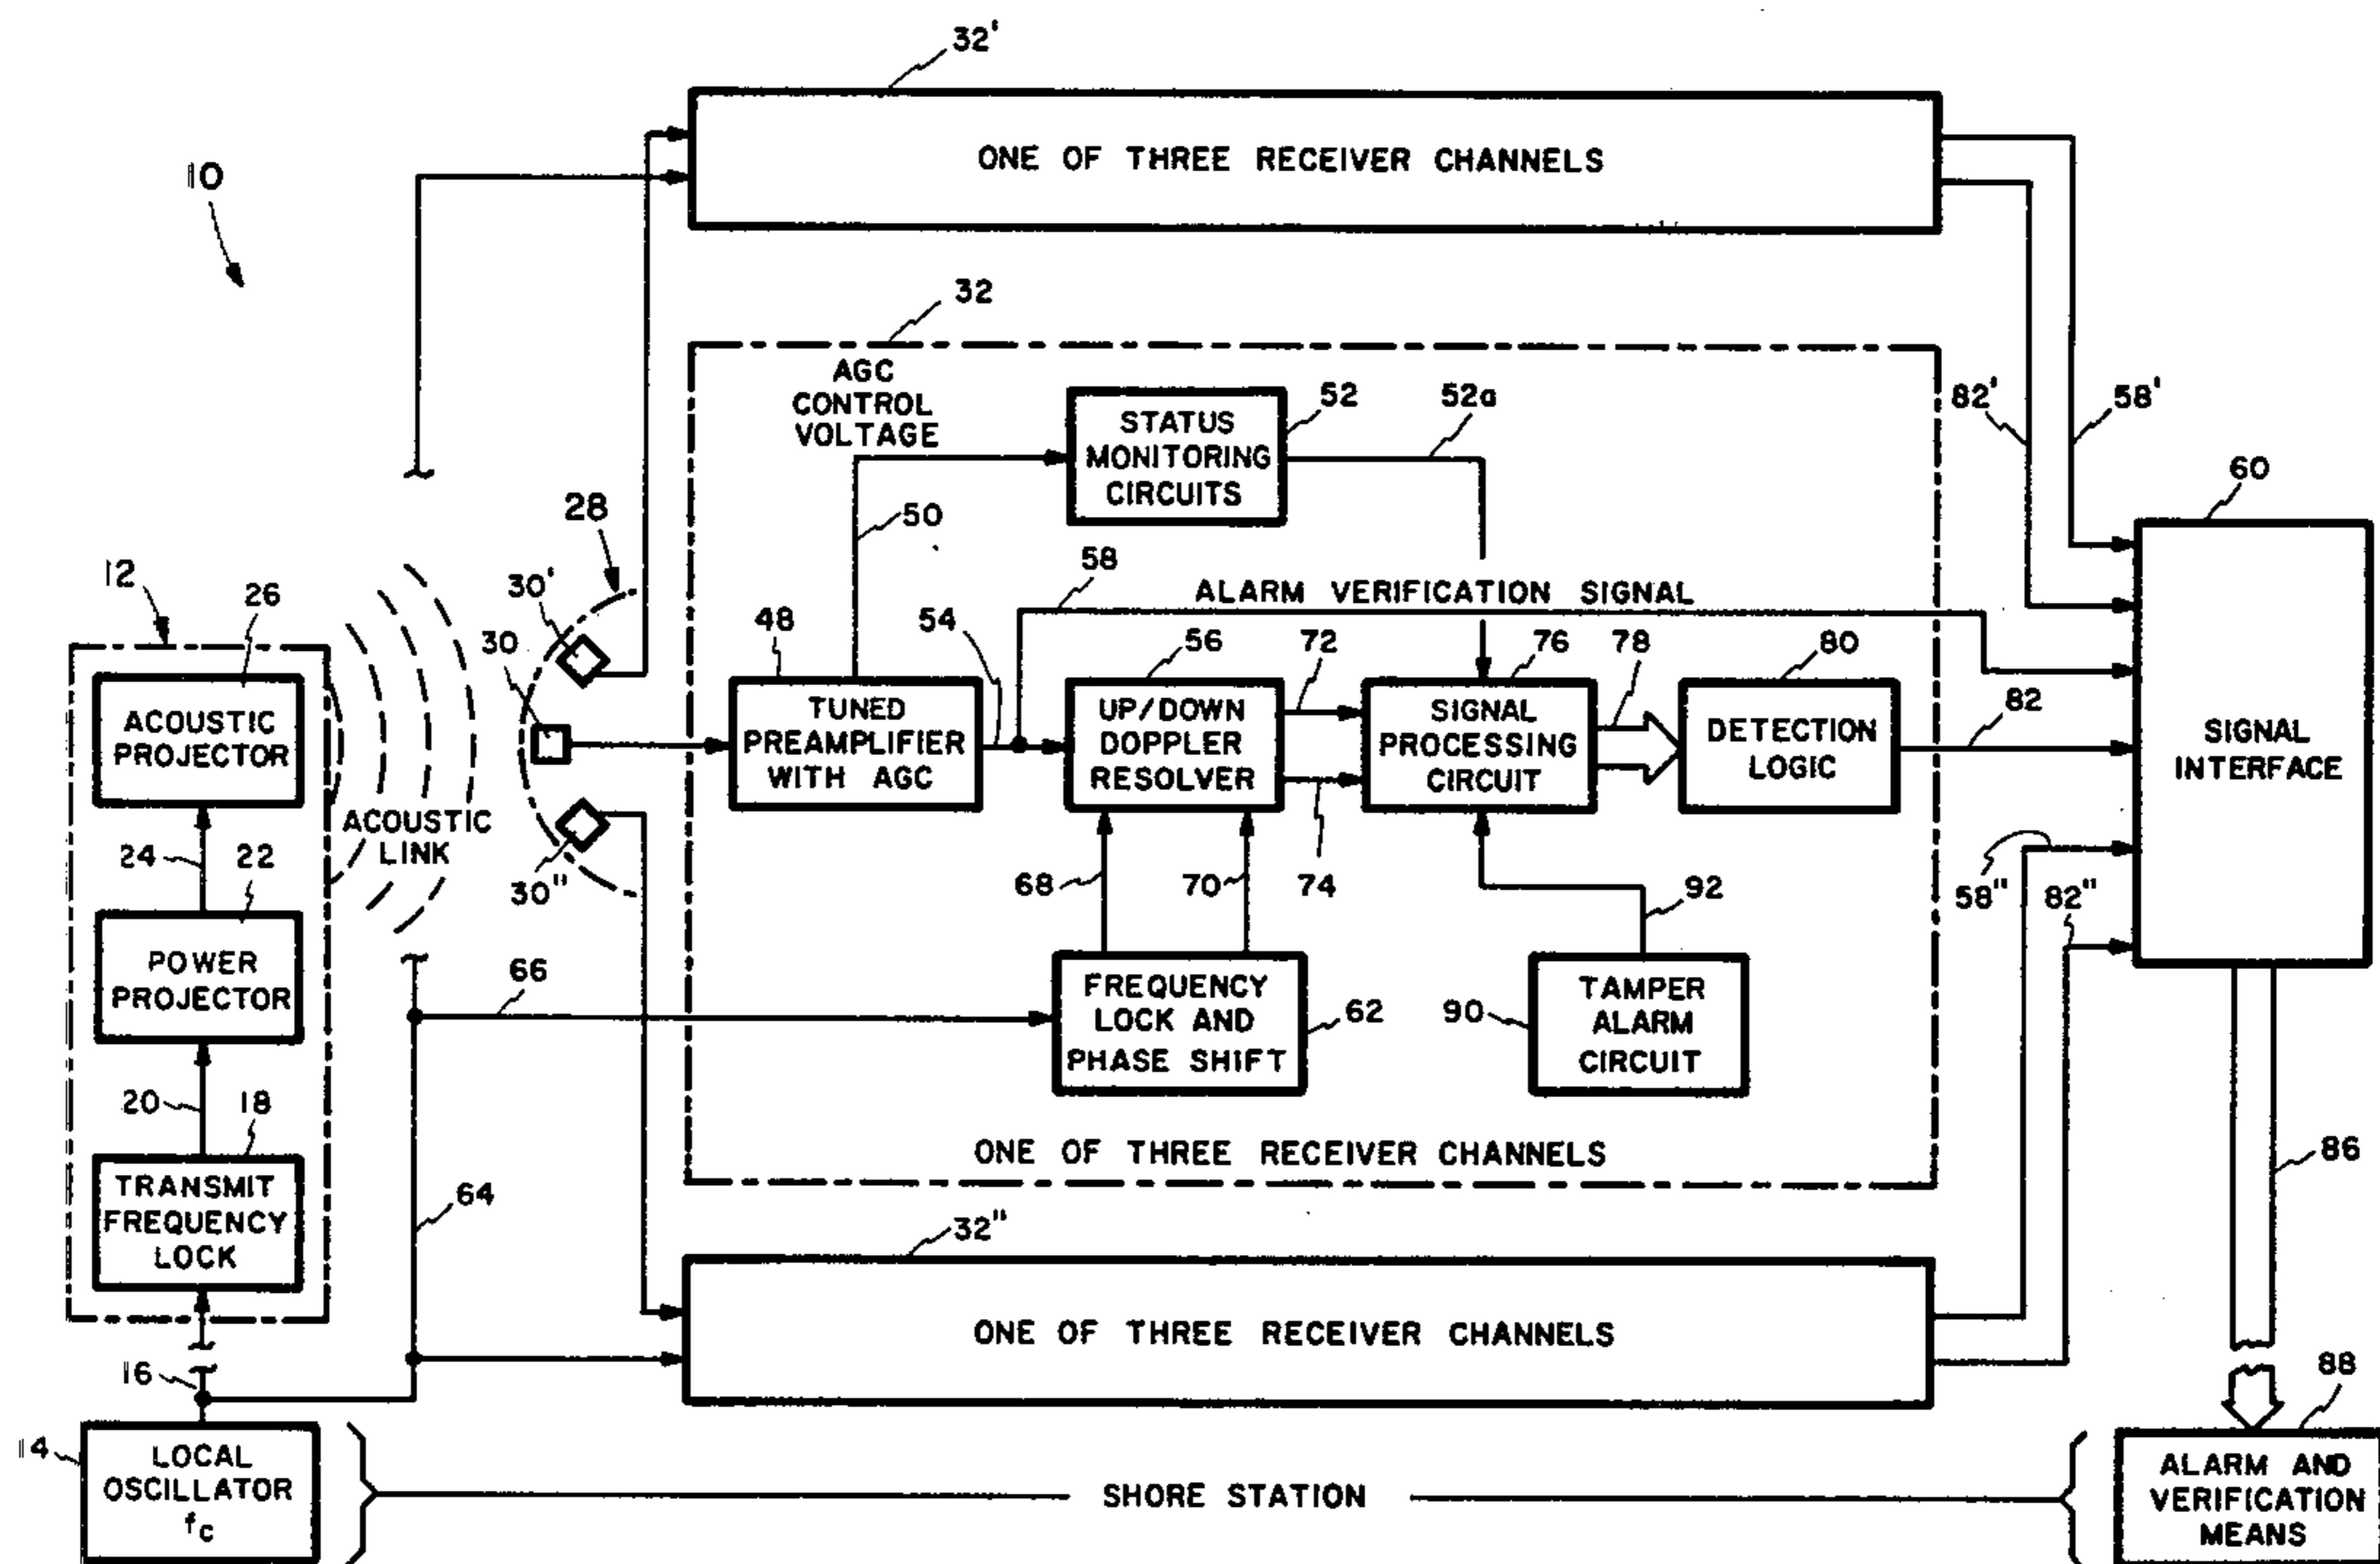 32'
ONE OF THREE RECEIVER CHANNELS
10
32
AGC
CONTROL
VOLTAGE
STATUS
MONITORING
CIRCUITS
52
52a
82'
58'
60
50
28
58
ALARM VERIFICATION SIGNAL
12
26
30'
30
48
54
56
72
76
78
80
82
ACOUSTIC
PROJECTOR
TUNED
PREAMPLIFIER
WITH AGC
UP/DOWN
DOPPLER
RESOLVER
SIGNAL
PROCESSING
CIRCUIT
DETECTION
LOGIC
SIGNAL
INTERFACE
ACOUSTIC
LINK
24
22
30"
68
70
74
92
58"
82"
POWER
PROJECTOR
66
FREQUENCY
LOCK AND
PHASE SHIFT
62
90
TAMPER
ALARM
CIRCUIT
20
18
TRANSMIT
FREQUENCY
LOCK
64
ONE OF THREE RECEIVER CHANNELS
86
32"
ONE OF THREE RECEIVER CHANNELS
16
88
14
LOCAL
OSCILLATOR
fc
SHORE STATION
ALARM AND
VERIFICATION
MEANS